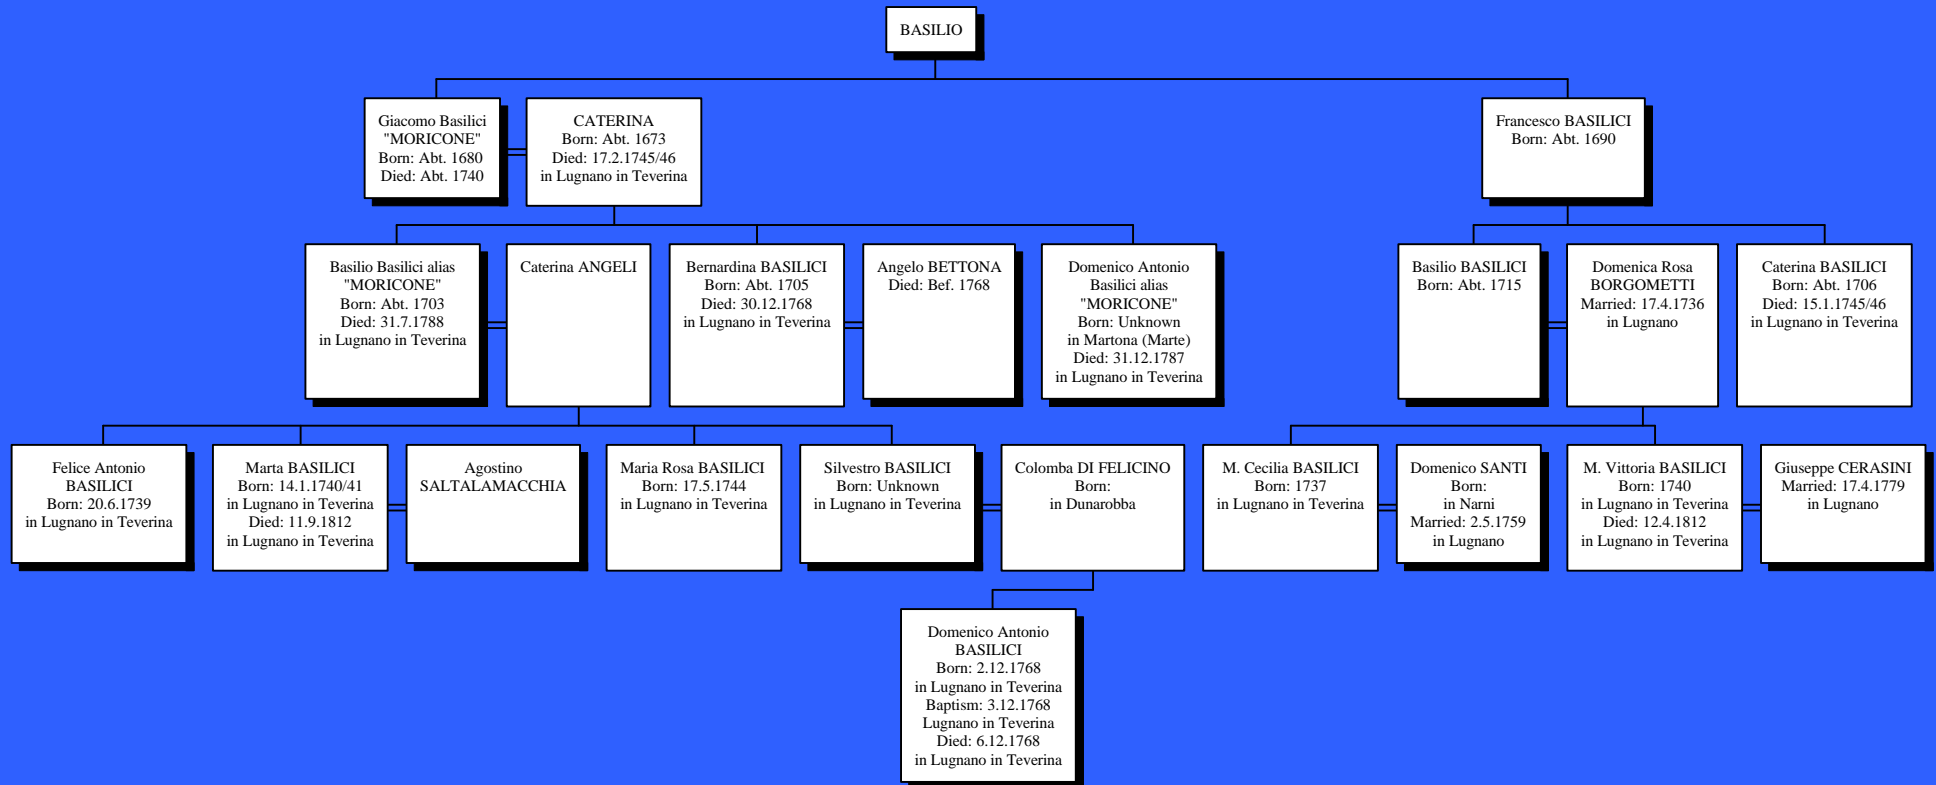 BASILIO
Giacomo Basilici
"MORICONE"
Born: Abt. 1680
Died: Abt. 1740
CATERINA
Born: Abt. 1673
Died: 17.2.1745/46
in Lugnano in Teverina
Francesco BASILICI
Born: Abt. 1690
Basilio Basilici alias
"MORICONE"
Born: Abt. 1703
Died: 31.7.1788
in Lugnano in Teverina
Caterina ANGELI
Bernardina BASILICI
Born: Abt. 1705
Died: 30.12.1768
in Lugnano in Teverina
Angelo BETTONA
Died: Bef. 1768
Domenico Antonio
Basilici alias
"MORICONE"
Born: Unknown
in Martona (Marte)
Died: 31.12.1787
in Lugnano in Teverina
Basilio BASILICI
Born: Abt. 1715
Domenica Rosa
BORGOMETTI
Married: 17.4.1736
in Lugnano
Caterina BASILICI
Born: Abt. 1706
Died: 15.1.1745/46
in Lugnano in Teverina
Felice Antonio
BASILICI
Born: 20.6.1739
in Lugnano in Teverina
Marta BASILICI
Born: 14.1.1740/41
in Lugnano in Teverina
Died: 11.9.1812
in Lugnano in Teverina
Agostino
SALTALAMACCHIA
Maria Rosa BASILICI
Born: 17.5.1744
in Lugnano in Teverina
Silvestro BASILICI
Born: Unknown
in Lugnano in Teverina
Colomba DI FELICINO
Born:
in Dunarobba
M. Cecilia BASILICI
Born: 1737
in Lugnano in Teverina
Domenico SANTI
Born:
in Narni
Married: 2.5.1759
in Lugnano
M. Vittoria BASILICI
Born: 1740
in Lugnano in Teverina
Died: 12.4.1812
in Lugnano in Teverina
Giuseppe CERASINI
Married: 17.4.1779
in Lugnano
Domenico Antonio
BASILICI
Born: 2.12.1768
in Lugnano in Teverina
Baptism: 3.12.1768
Lugnano in Teverina
Died: 6.12.1768
in Lugnano in Teverina